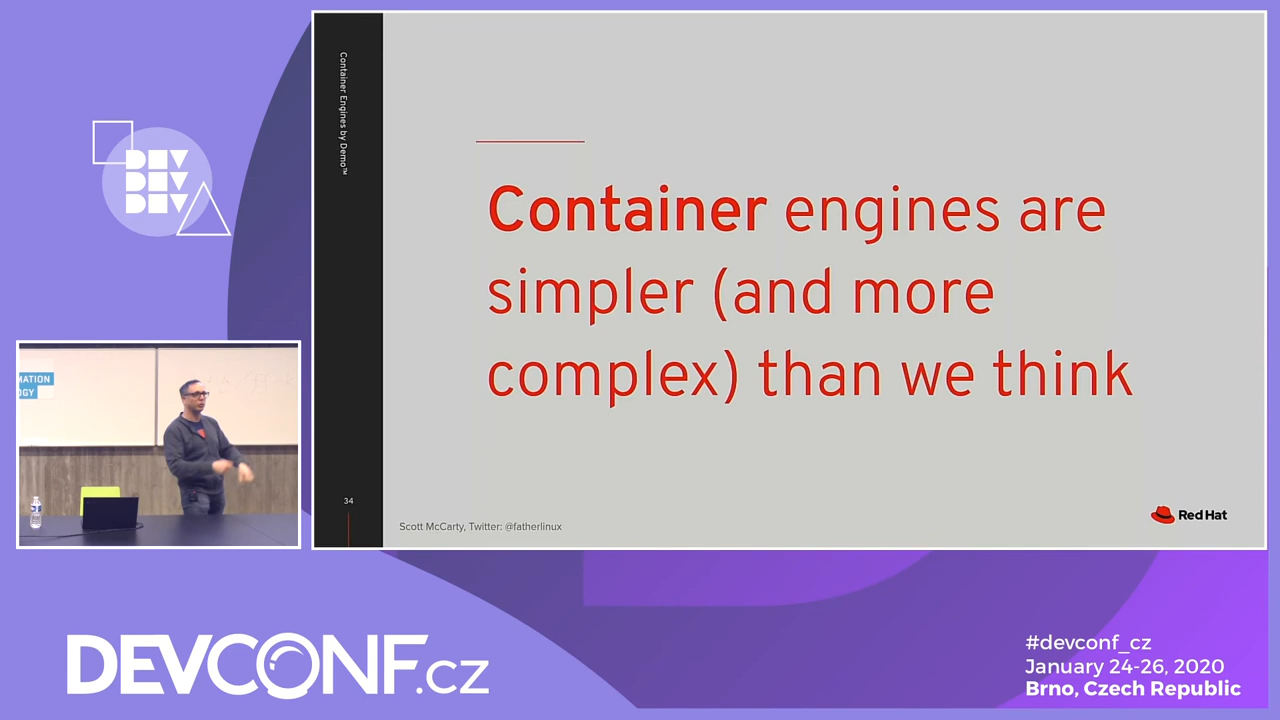 Container Engines by Demo™
DEV
DEV
DEV
Container engines are
simpler (and more
complex) than we think
MATION
OGY
34
Scott McCarty, Twitter: @fatherlinux
Red Hat
DEVCONF.cz
#devconf_cz
January 24-26, 2020
Brno, Czech Republic